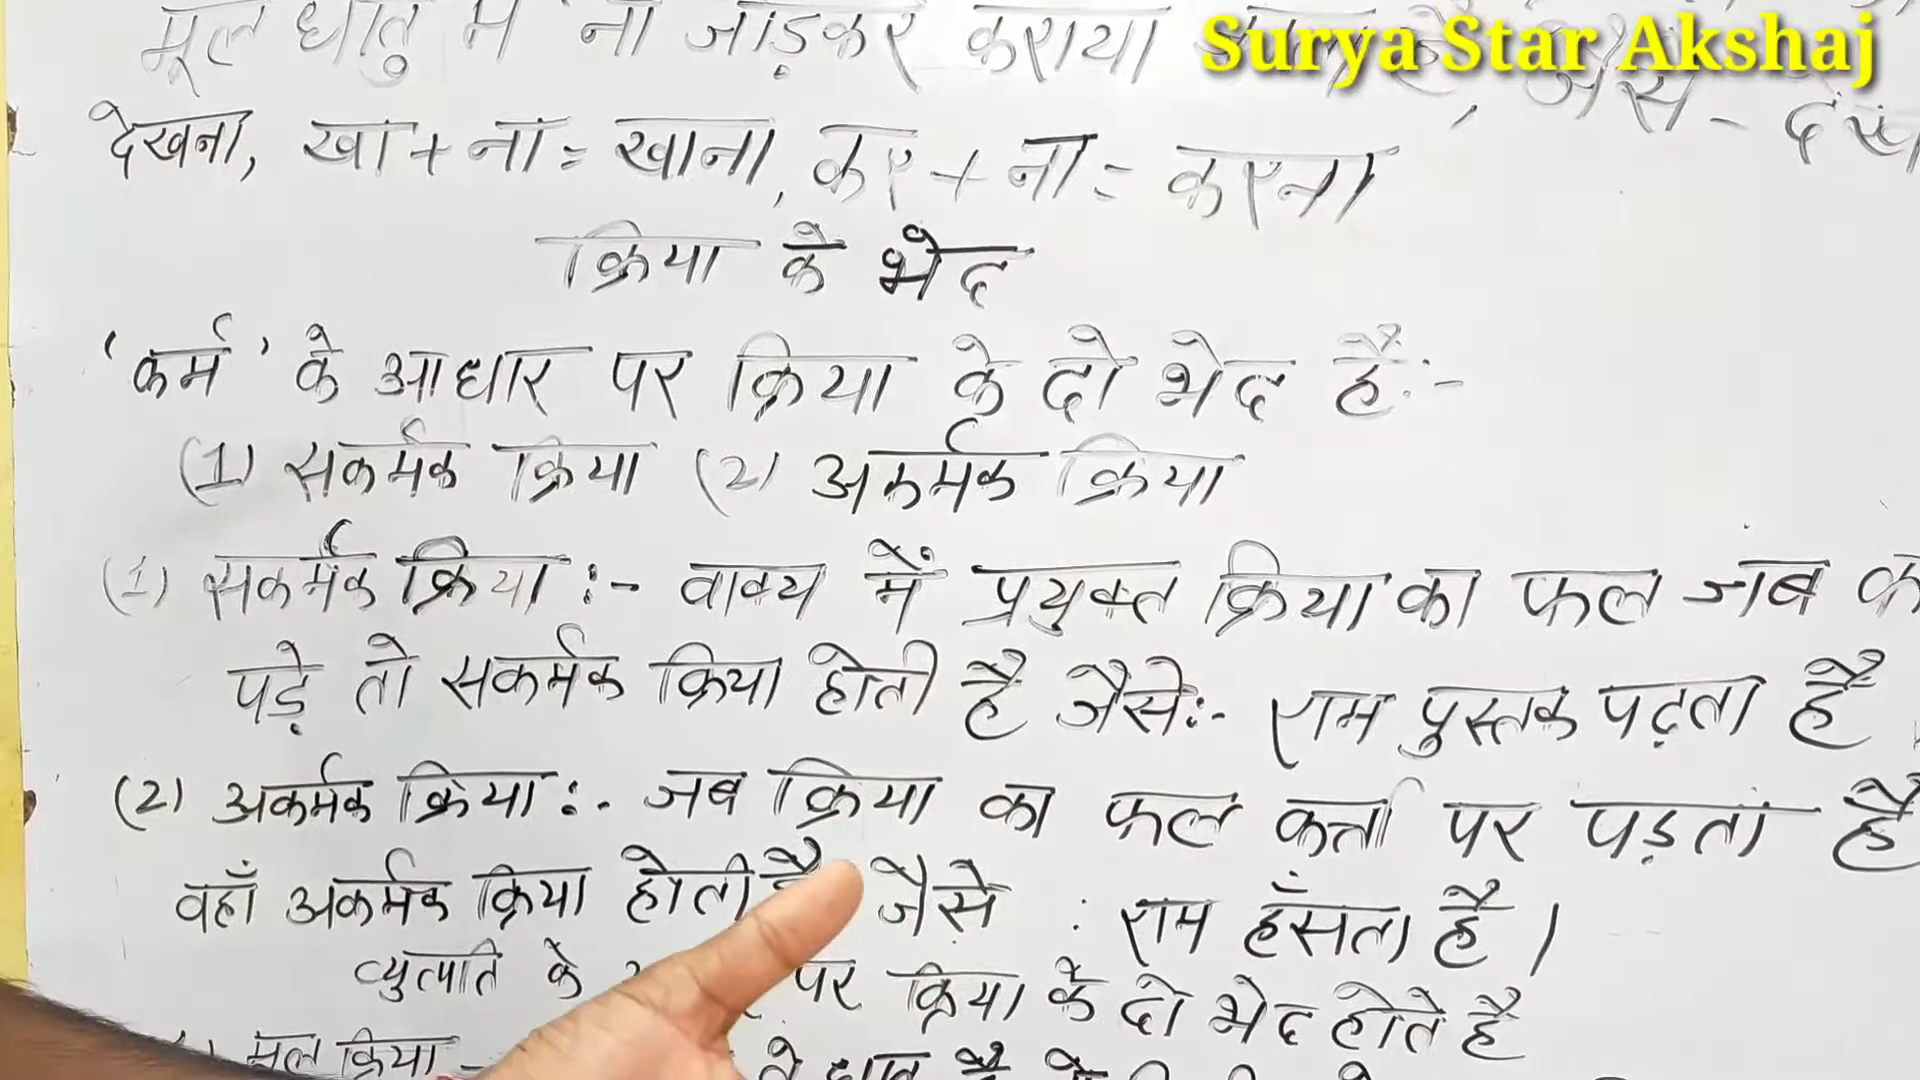 Surya Star Akshaj
मूल धातु में ना जोड़कर कराया जैसे -
देखना, खा + ना = खाना, कर + ना = करना
क्रिया के भेद
'कर्म' के आधार पर क्रिया के दो भेद हैं :-
(1) सकर्मक क्रिया (2) अकर्मक क्रिया
(1) सकर्मक क्रिया :- वाक्य में प्रयुक्त क्रिया का फल जब
पड़े तो सकर्मक क्रिया होती है जैसे :- राम पुस्तक पढ़ता है
(2) अकर्मक क्रिया :- जब क्रिया का फल कर्त्ता पर पड़ता है
वहाँ अकर्मक क्रिया होती है जैसे : राम हँसता है।
व्युत्पति के पर क्रिया के दो भेद होते है
मूल क्रिया -